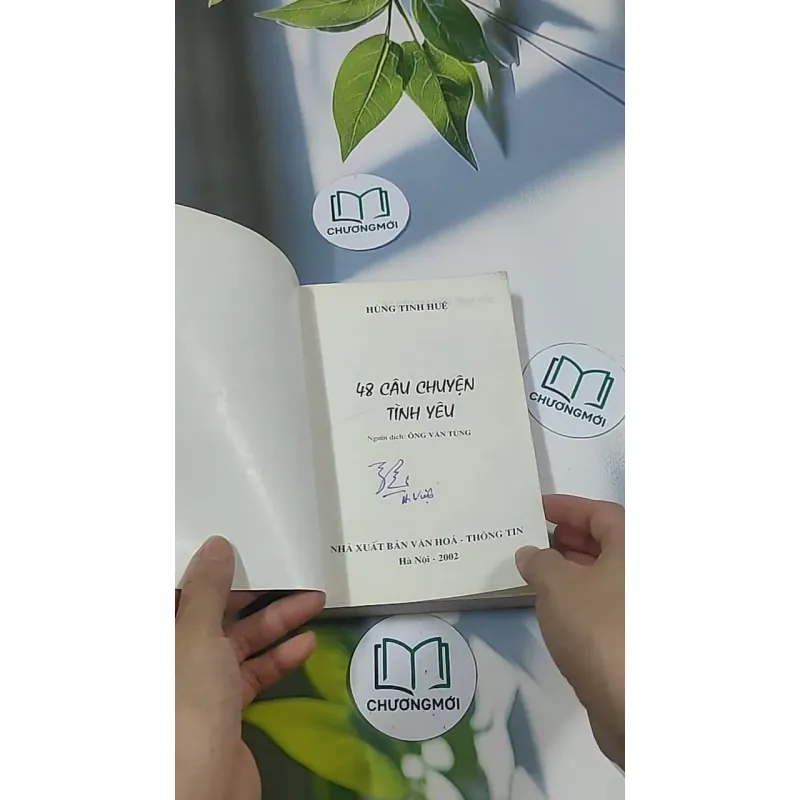 CHƯƠNGMỚI
HÙNG TINH HUỆ
48 CÂU CHUYỆN
TÌNH YÊU
Người dịch: ÔNG VĂN TÙNG
CHƯƠNGMỚI
NHÀ XUẤT BẢN VĂN HOÁ - THÔNG TIN
Hà Nội - 2002
CHƯƠNGMỚI